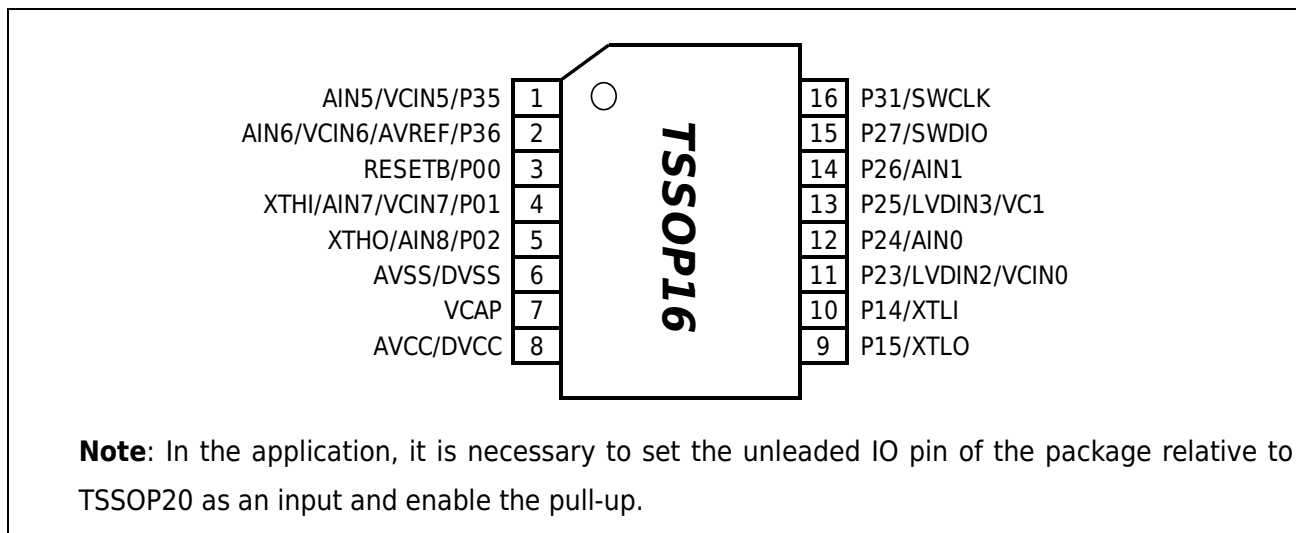 AIN5/VCIN5/P35 1 16 P31/SWCLK
AIN6/VCIN6/AVREF/P36 2 15 P27/SWDIO
RESETB/P00 3 14 P26/AIN1
XTHI/AIN7/VCIN7/P01 4 13 P25/LVDIN3/VC1
XTHO/AIN8/P02 5 12 P24/AIN0
AVSS/DVSS 6 11 P23/LVDIN2/VCIN0
VCAP 7 10 P14/XTLI
AVCC/DVCC 8 9 P15/XTLO
TSSOP16
Note: In the application, it is necessary to set the unleaded IO pin of the package relative to
TSSOP20 as an input and enable the pull-up.